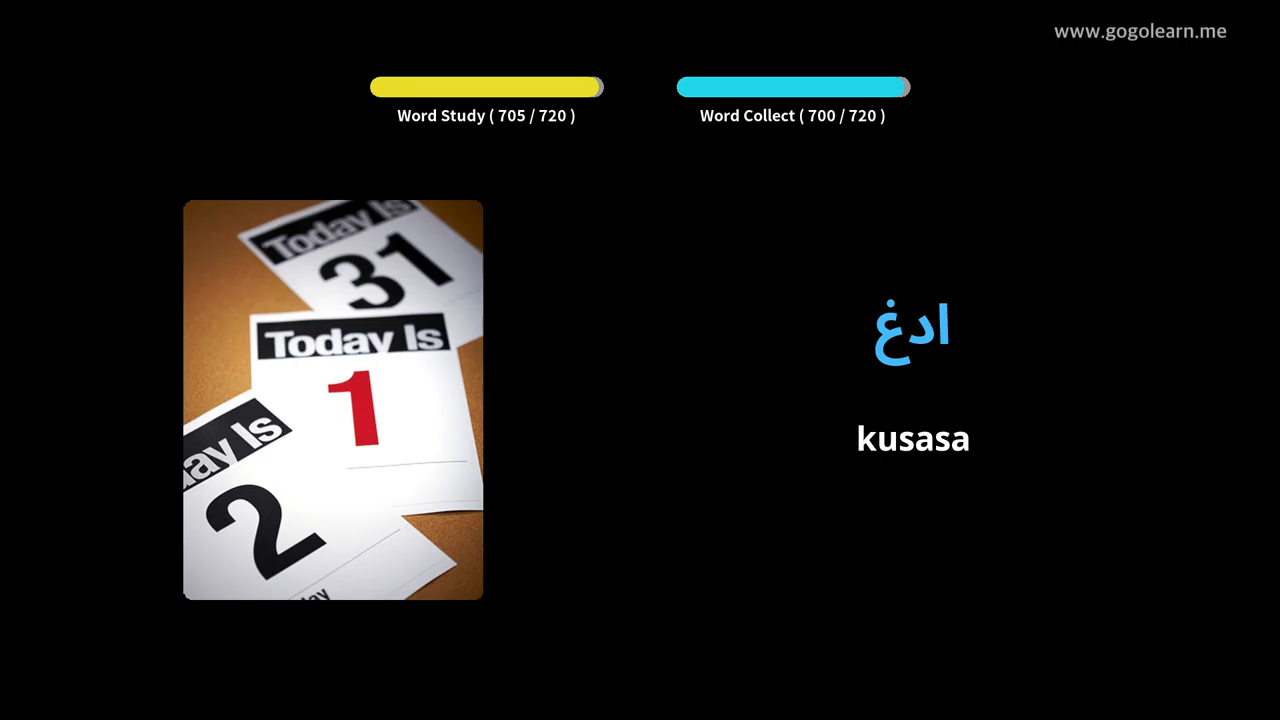 www.gogolearn.me
Word Study ( 705 / 720 )
Word Collect ( 700 / 720 )
Today Is
31
Today Is
1
ay Is
2
ادغ
kusasa